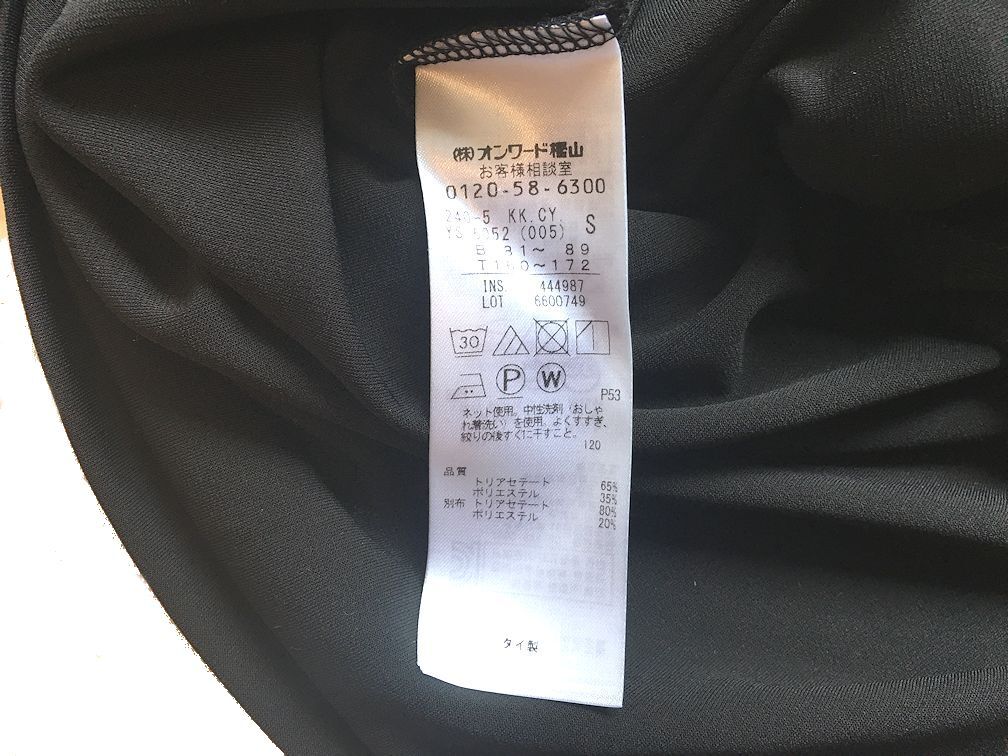 (株)オンワード樫山
お客様相談室
0120-58-6300
KK.CY.
S
(005)
89
~172
INS. 444987
LOT 6600749
30
P W
P53
ネット使用。中性洗剤(おしゃ
れ着洗い)を使用。よくすすぎ、
絞りの後すぐに干すこと。
120
品質
トリアセテート 65%
ポリエステル 35%
別布 トリアセテート 80%
ポリエステル 20%
タイ製